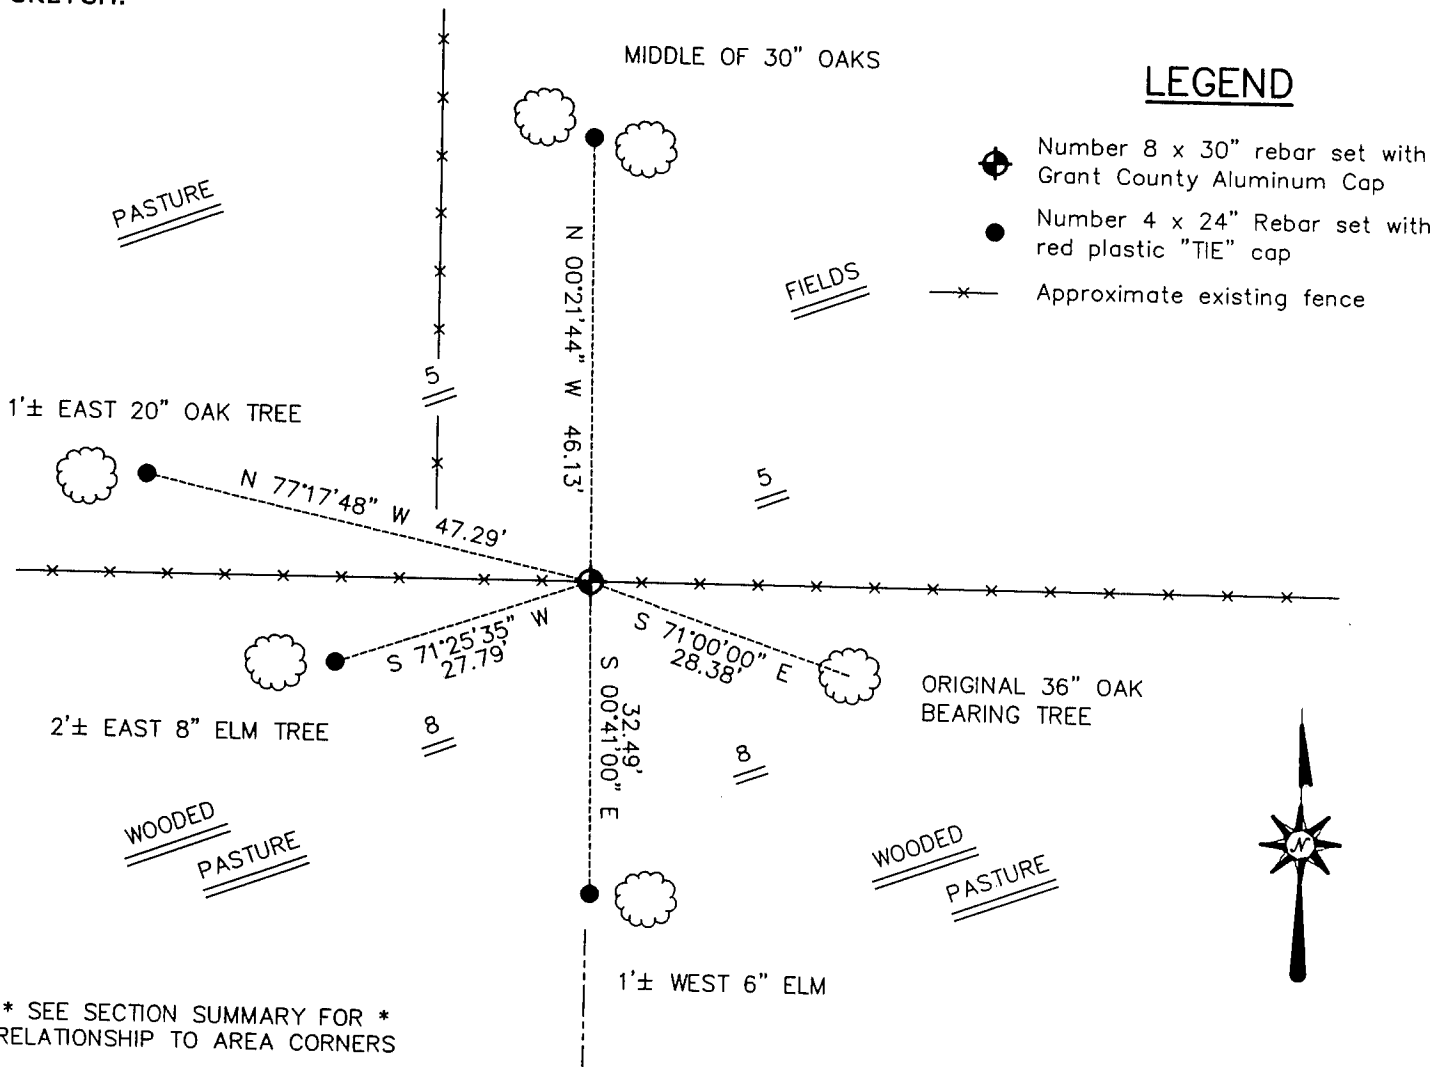 SKETCH:
MIDDLE OF 30" OAKS
LEGEND
Number 8 x 30" rebar set with
Grant County Aluminum Cap
Number 4 x 24" Rebar set with
red plastic "TIE" cap
Approximate existing fence
PASTURE
FIELDS
N 00°21'44" W 46.13'
5
1'± EAST 20" OAK TREE
N 77°17'48" W 47.29'
5
S 71°25'35" W
27.79'
S 71°00'00" E
28.38'
32.49'
S 00°41'00" E
ORIGINAL 36" OAK
BEARING TREE
2'± EAST 8" ELM TREE
8
8
WOODED
PASTURE
WOODED
PASTURE
N
1'± WEST 6" ELM
* SEE SECTION SUMMARY FOR *
RELATIONSHIP TO AREA CORNERS